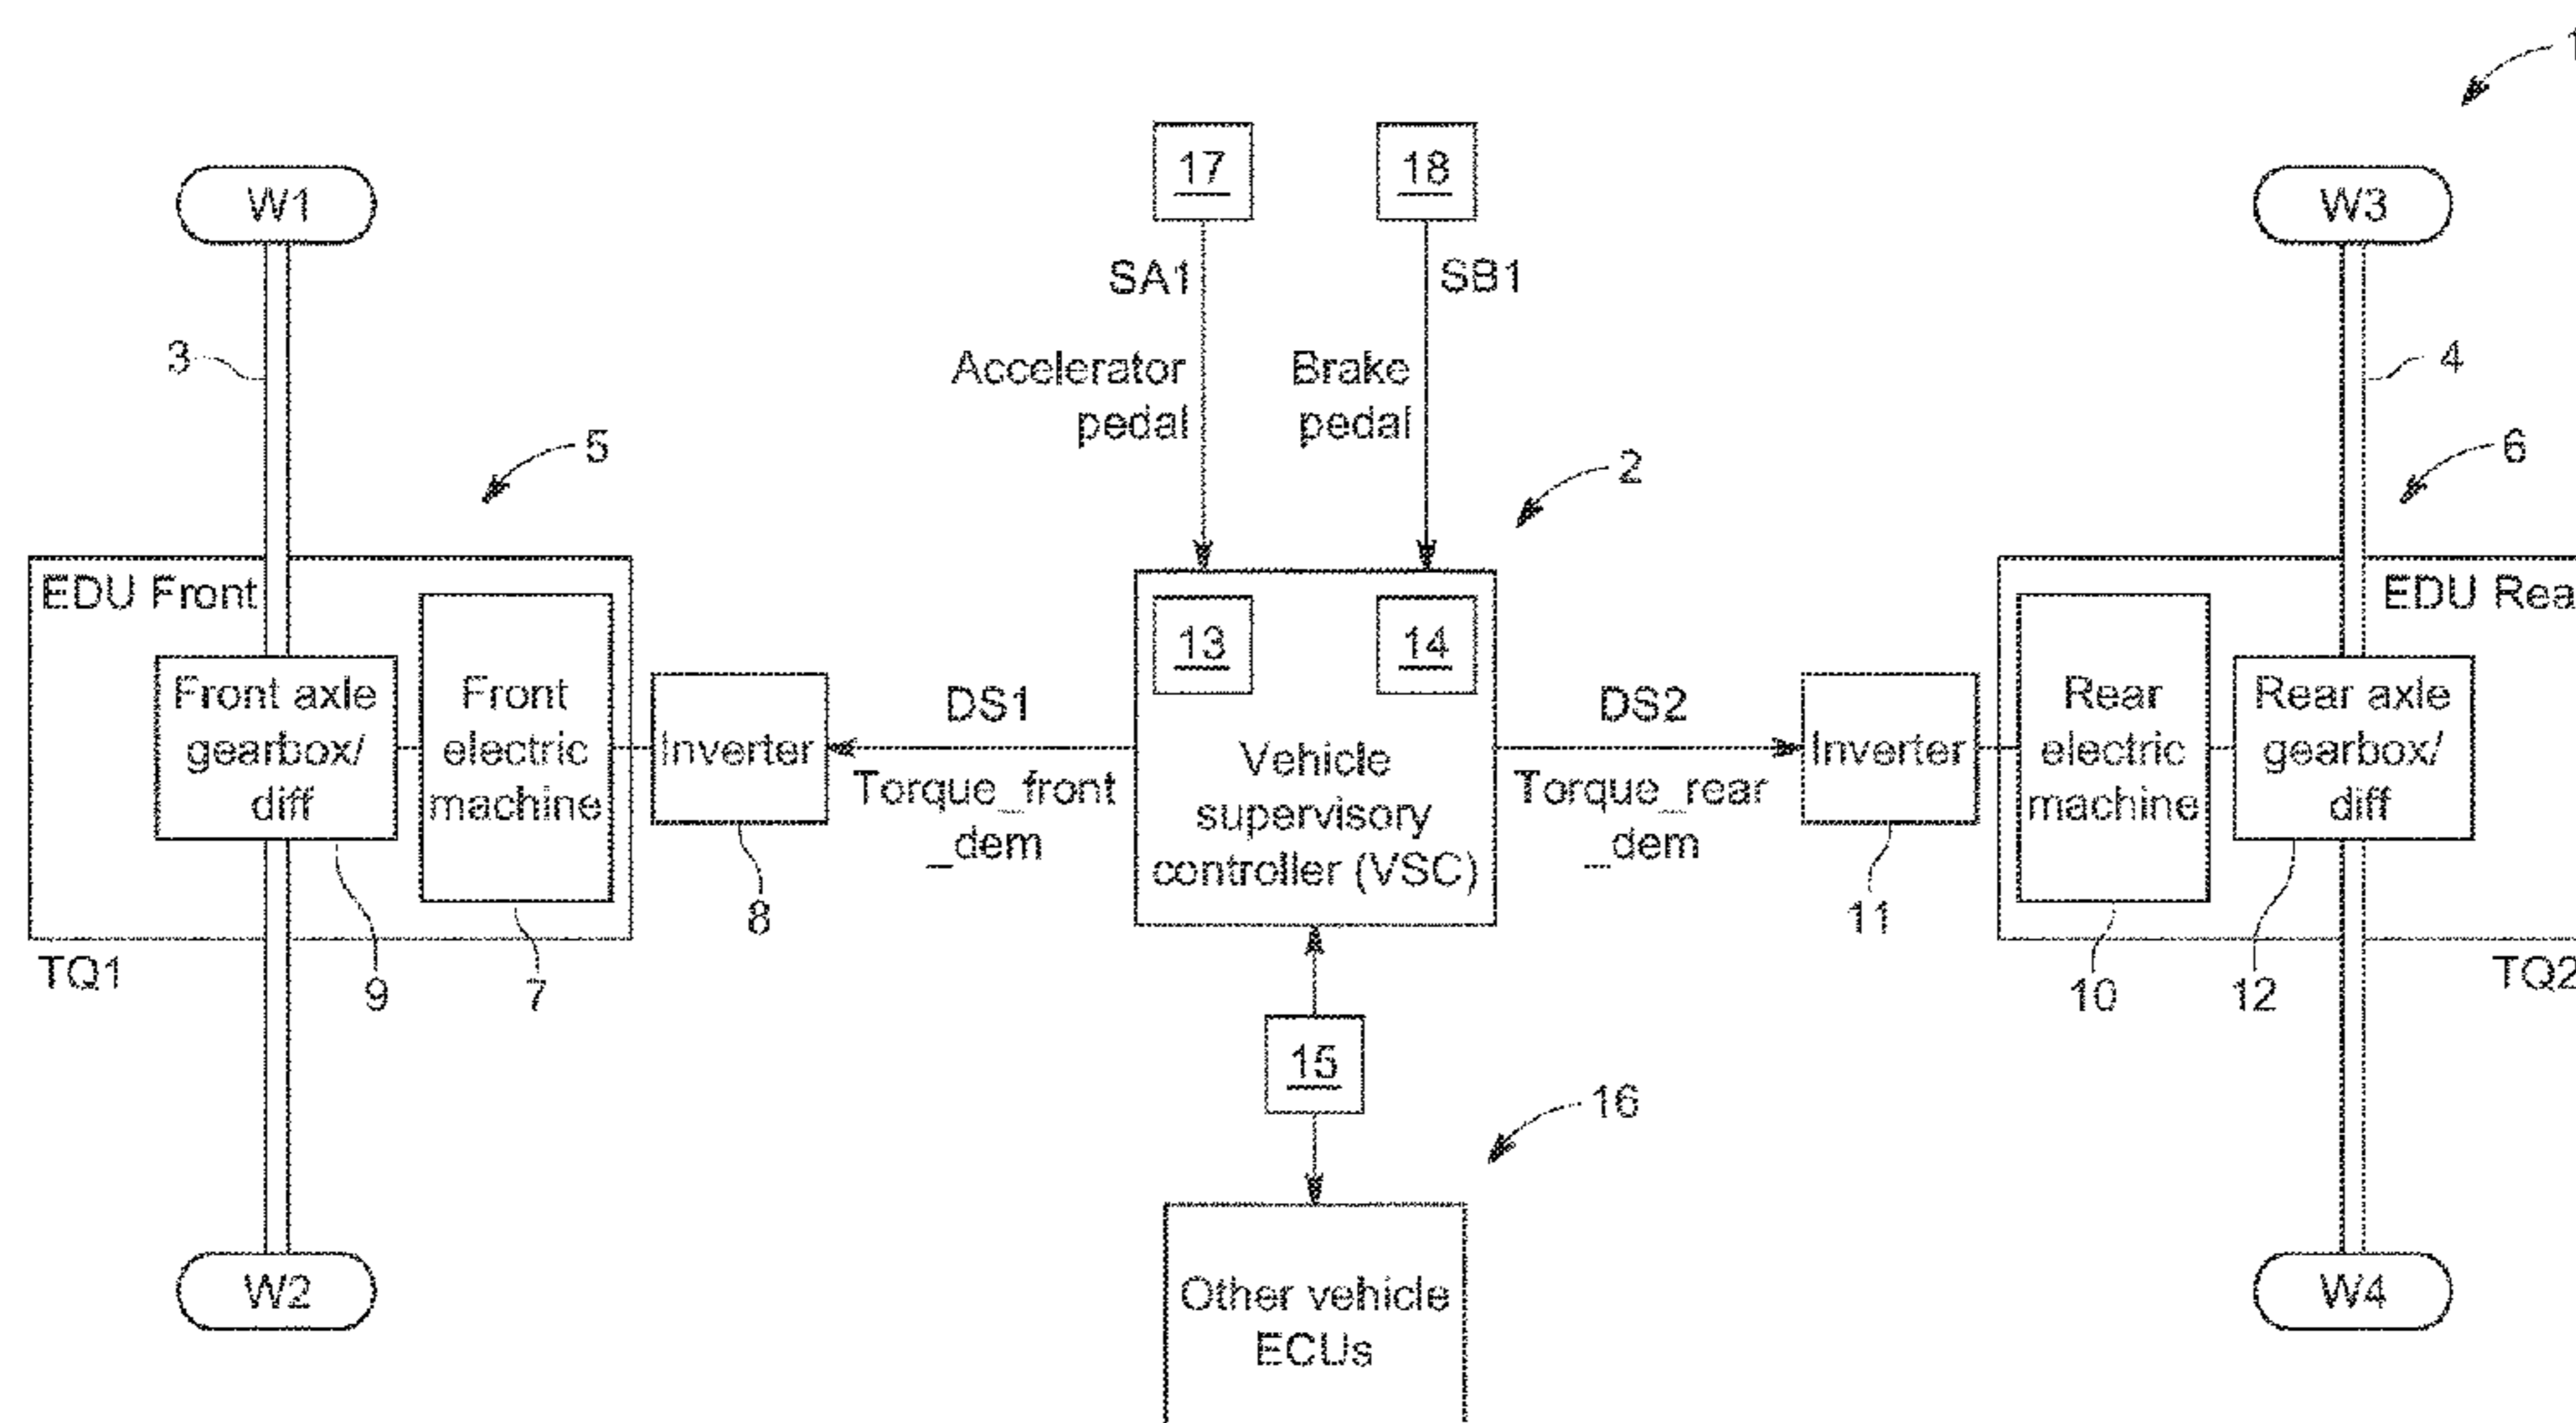 1
17
18
W1
W3
SA1
SB1
3
Accelerator
pedal
Brake
pedal
4
5
2
6
EDU Front
13
14
EDU Rea
Front axle
gearbox/
diff
Front
electric
machine
Inverter
DS1
Torque_front
_dem
Vehicle
supervisory
controller (VSC)
DS2
Torque_rear
_dem
Inverter
Rear
electric
machine
Rear axle
gearbox/
diff
8
11
TQ1
9
7
10
12
TQ2
15
16
W2
Other vehicle
ECUs
W4